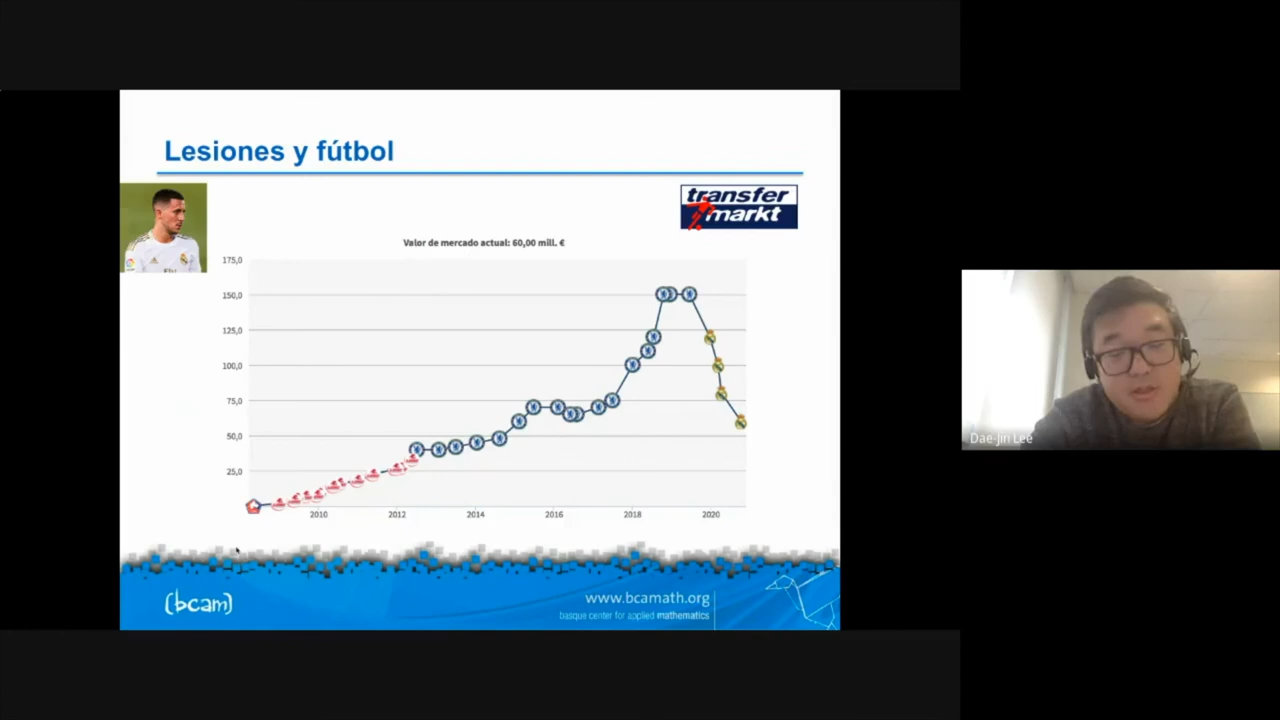 Lesiones y fútbol
transfer
markt
Valor de mercado actual: 60,00 mill. €
175,0
150,0
125,0
100,0
75,0
50,0
25,0
2010
2012
2014
2016
2018
2020
(bcam)
www.bcamath.org
basque center for applied mathematics
Dae-Jin Lee